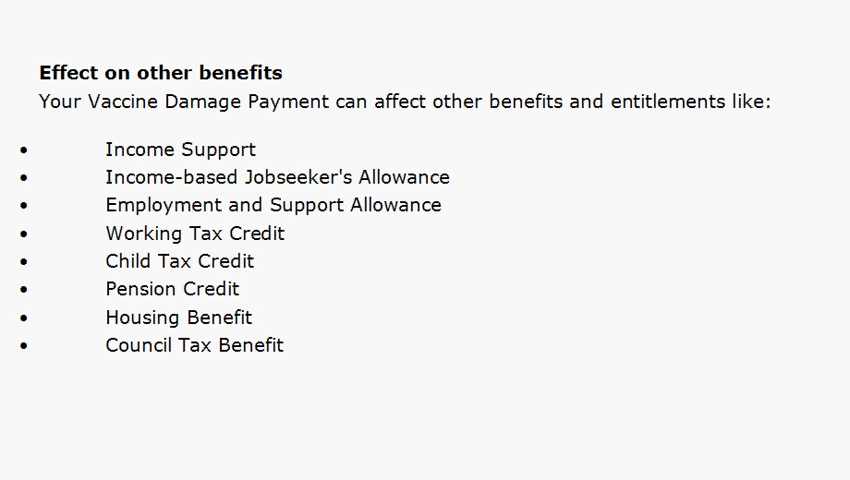 Effect on other benefits
Your Vaccine Damage Payment can affect other benefits and entitlements like:
• Income Support
• Income-based Jobseeker's Allowance
• Employment and Support Allowance
• Working Tax Credit
• Child Tax Credit
• Pension Credit
• Housing Benefit
• Council Tax Benefit